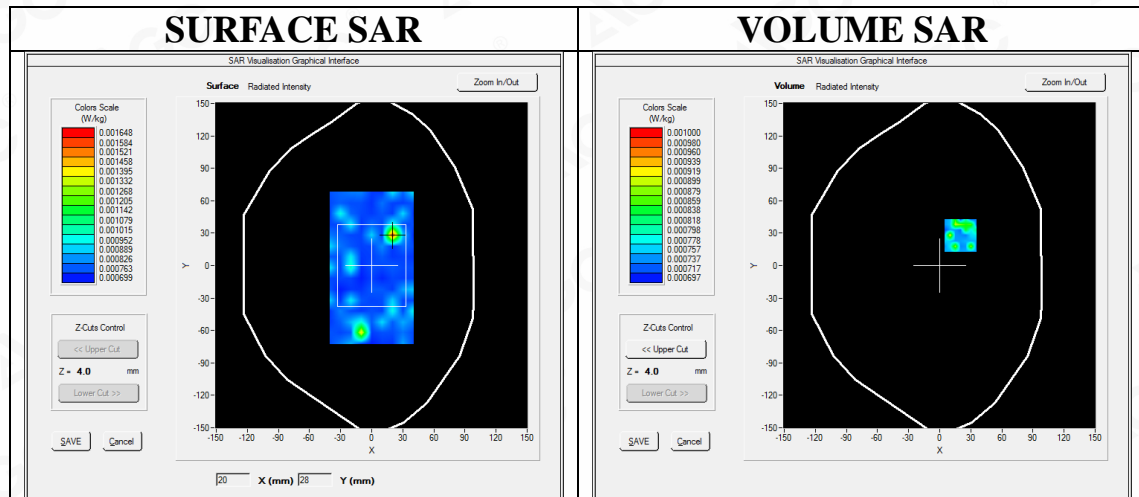 SURFACE SAR
SAR Visualisation Graphical Interface
Surface Radiated Intensity
Zoom In/Out
Colors Scale
(W/kg)
0.001648
0.001584
0.001521
0.001458
0.001395
0.001332
0.001268
0.001205
0.001142
0.001079
0.001015
0.000952
0.000889
0.000826
0.000763
0.000699
Z-Cuts Control
<< Upper Cut
Z = 4.0 mm
Lower Cut >>
SAVE Cancel
150
120
90
60
30
0
-30
-60
-90
-120
-150
Y
-150 -120 -90 -60 -30 0 30 60 90 120 150
X
20 X (mm) 28 Y (mm)
VOLUME SAR
SAR Visualisation Graphical Interface
Volume Radiated Intensity
Zoom In/Out
Colors Scale
(W/kg)
0.001000
0.000980
0.000960
0.000939
0.000919
0.000899
0.000879
0.000859
0.000838
0.000818
0.000798
0.000778
0.000757
0.000737
0.000717
0.000697
Z-Cuts Control
<< Upper Cut
Z = 4.0 mm
Lower Cut >>
SAVE Cancel
150
120
90
60
30
0
-30
-60
-90
-120
-150
Y
-150 -120 -90 -60 -30 0 30 60 90 120 150
X